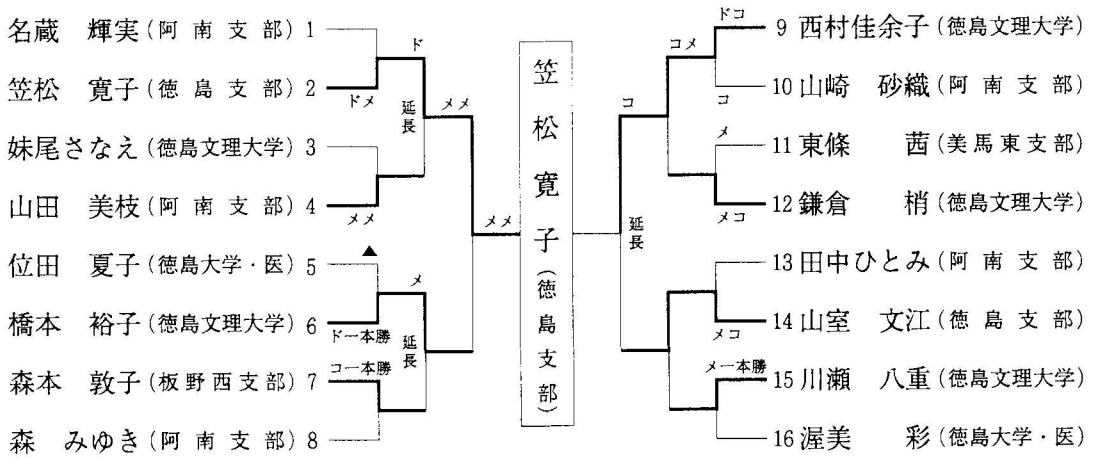 名蔵 輝実(阿南支部) 1
笠松 寛子(徳島支部) 2
妹尾さなえ(徳島文理大学) 3
山田 美枝(阿南支部) 4
位田 夏子(徳島大学・医) 5
橋本 裕子(徳島文理大学) 6
森本 敦子(板野西支部) 7
森 みゆき(阿南支部) 8
ド
ドメ
延長
メメ
メメ
メメ
▲
メ
ド一本勝
延長
コ一本勝
笠松寛子(徳島支部)
ドコ
コメ
コ
コ
メ
メコ
延長
メコ
メ一本勝
9 西村佳余子(徳島文理大学)
10 山崎 砂織(阿南支部)
11 東條 茜(美馬東支部)
12 鎌倉 梢(徳島文理大学)
13 田中ひとみ(阿南支部)
14 山室 文江(徳島支部)
15 川瀬 八重(徳島文理大学)
16 渥美 彩(徳島大学・医)